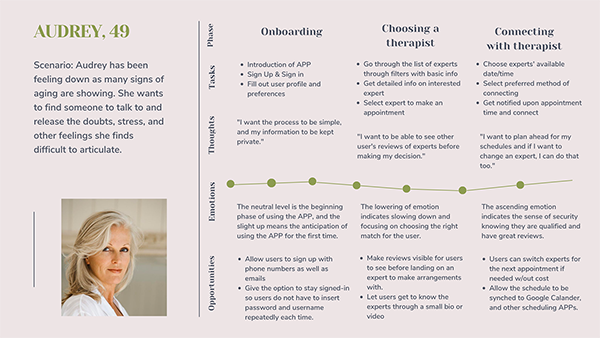 AUDREY, 49
Scenario: Audrey has been
feeling down as many signs of
aging are showing. She wants
to find someone to talk to and
release the doubts, stress, and
other feelings she finds
difficult to articulate.
Phase
Onboarding
Choosing a
therapist
Connecting
with therapist
Tasks
• Introduction of APP
• Sign Up & Sign in
• Fill out user profile and
preferences
• Go through the list of experts
through filters with basic info
• Get detailed info on interested
expert
• Select expert to make an
appointment
• Choose experts' available
date/time
• Select preferred method of
connecting
• Get notified upon appointment
time and connect
Thoughts
"I want the process to be simple,
and my information to be kept
private."
"I want to be able to see other
user's reviews of experts before
making my decision."
"I want to plan ahead for my
schedules and if I want to
change an expert, I can do that
too."
Emotions
The neutral level is the beginning
phase of using the APP, and the
slight up means the anticipation of
using the APP for the first time.
The lowering of emotion
indicates slowing down and
focusing on choosing the right
match for the user.
The ascending emotion
indicates the sense of security
knowing they are qualified and
have great reviews.
Opportunities
• Allow users to sign up with
phone numbers as well as
emails
• Give the option to stay signed-in
so users do not have to insert
password and username
repeatedly each time.
• Make reviews visible for users
to see before landing on an
expert to make arrangements
with.
• Let users get to know the
experts through a small bio or
video
• Users can switch experts for
the next appointment if
needed w/out cost
• Allow the schedule to be
synched to Google Calander,
and other scheduling APPs.